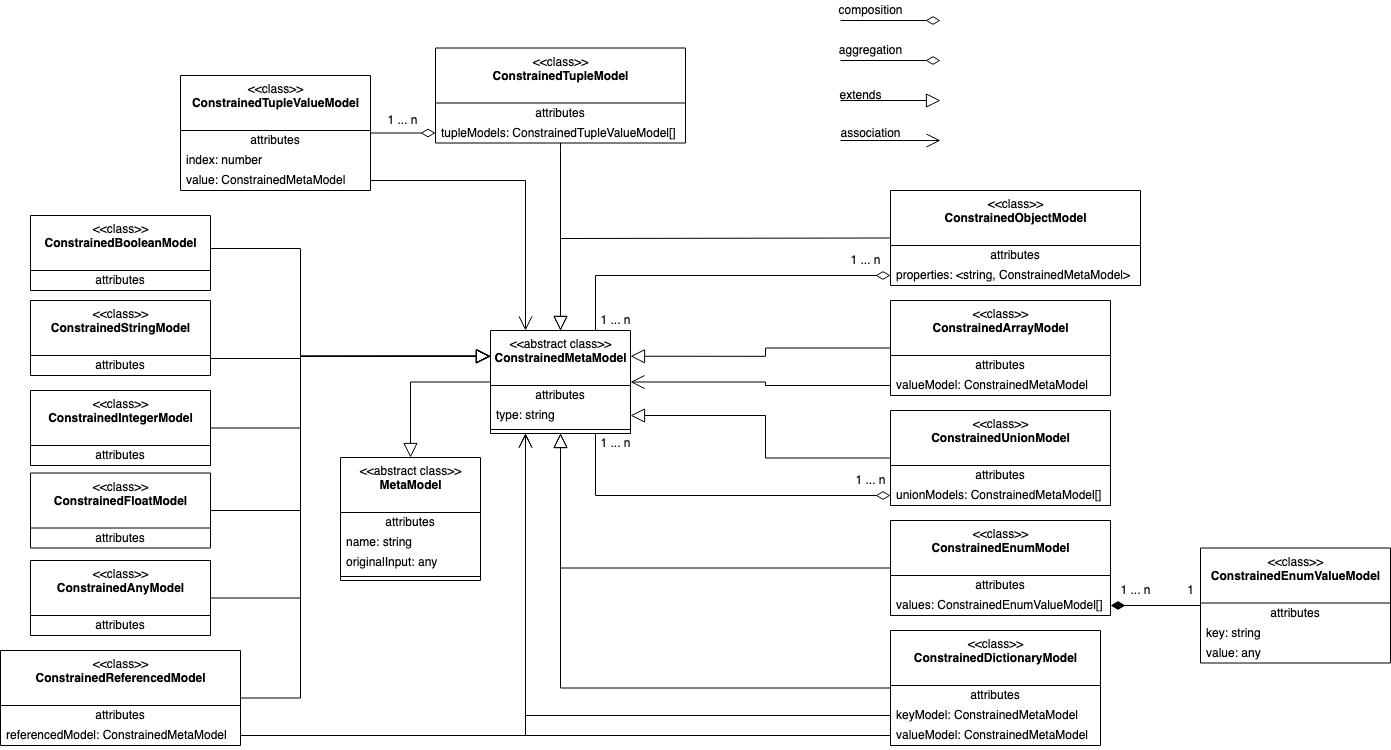 composition
aggregation
extends
association
<<class>>
ConstrainedTupleModel
attributes
tupleModels: ConstrainedTupleValueModel[]
1 ... n
<<class>>
ConstrainedTupleValueModel
attributes
index: number
value: ConstrainedMetaModel
<<class>>
ConstrainedObjectModel
attributes
properties: <string, ConstrainedMetaModel>
1 ... n
1 ... n
<<class>>
ConstrainedBooleanModel
attributes
<<class>>
ConstrainedStringModel
attributes
<<class>>
ConstrainedIntegerModel
attributes
<<class>>
ConstrainedFloatModel
attributes
<<class>>
ConstrainedAnyModel
attributes
<<class>>
ConstrainedReferencedModel
attributes
referencedModel: ConstrainedMetaModel
<<abstract class>>
ConstrainedMetaModel
attributes
type: string
<<abstract class>>
MetaModel
attributes
name: string
originalInput: any
<<class>>
ConstrainedArrayModel
attributes
valueModel: ConstrainedMetaModel
<<class>>
ConstrainedUnionModel
attributes
unionModels: ConstrainedMetaModel[]
1 ... n
1 ... n
<<class>>
ConstrainedEnumModel
attributes
values: ConstrainedEnumValueModel[]
1 ... n
1
<<class>>
ConstrainedEnumValueModel
attributes
key: string
value: any
<<class>>
ConstrainedDictionaryModel
attributes
keyModel: ConstrainedMetaModel
valueModel: ConstrainedMetaModel